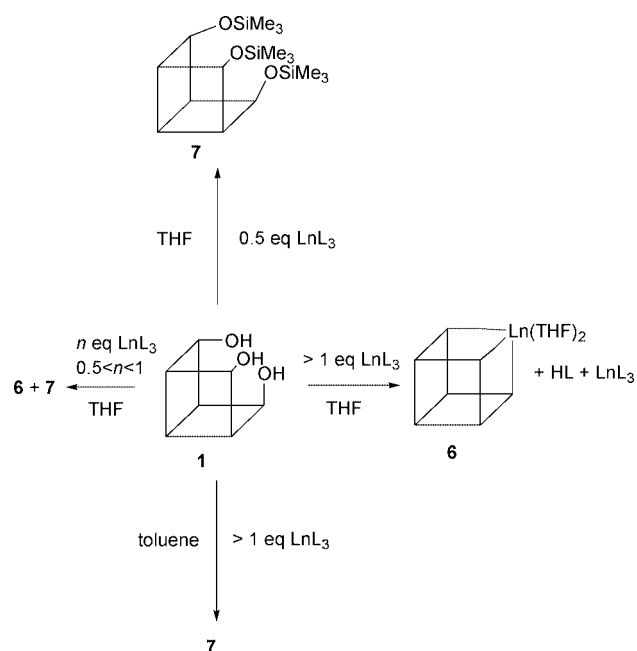 OSiMe3
OSiMe3
OSiMe3
7
THF 0.5 eq LnL3
n eq LnL3
0.5<n<1
6 + 7
THF
OH
OH
OH
1
> 1 eq LnL3
THF
Ln(THF)2
+ HL + LnL3
6
toluene > 1 eq LnL3
7